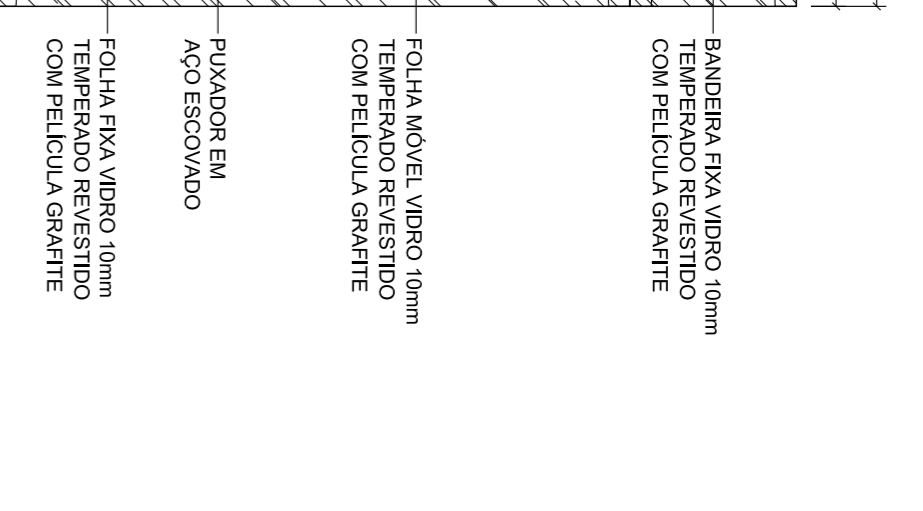 BANDEIRA FIXA VIDRO 10mm
TEMPERADO REVESTIDO
COM PELÍCULA GRAFITE
FOLHA MÓVEL VIDRO 10mm
TEMPERADO REVESTIDO
COM PELÍCULA GRAFITE
PUXADOR EM
AÇO ESCOVADO
FOLHA FIXA VIDRO 10mm
TEMPERADO REVESTIDO
COM PELÍCULA GRAFITE